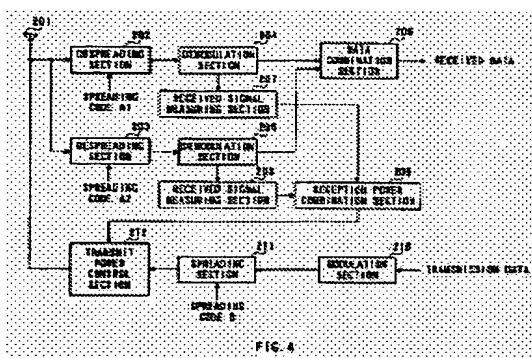 201
202
DESPREADING SECTION
204
DEMODULATION SECTION
206
DATA COMBINATION SECTION
RECEIVED DATA
SPREADING CODE A1
207
RECEIVED SIGNAL MEASURING SECTION
203
DESPREADING SECTION
205
DEMODULATION SECTION
SPREADING CODE A2
208
RECEIVED SIGNAL MEASURING SECTION
209
RECEPTION POWER COMBINATION SECTION
212
TRANSMIT POWER CONTROL SECTION
211
SPREADING SECTION
210
MODULATION SECTION
TRANSMISSION DATA
SPREADING CODE B
FIG. 4